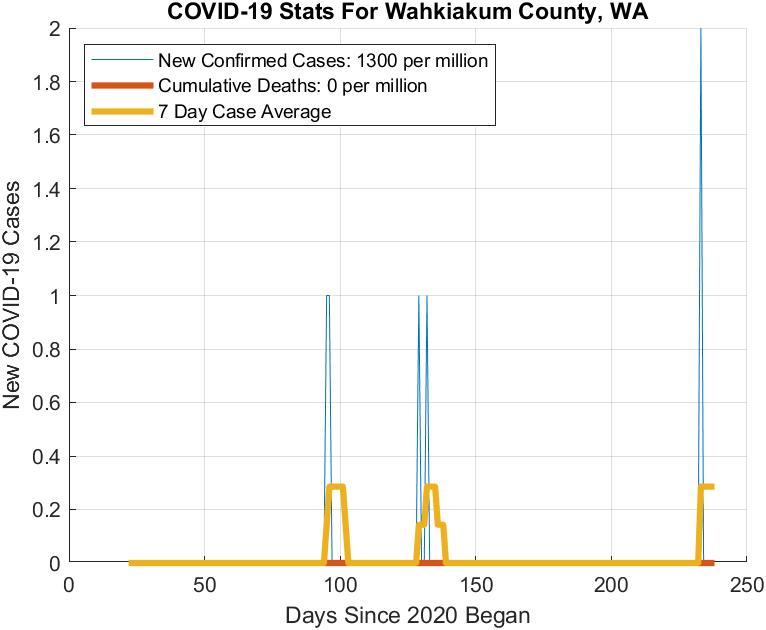 COVID-19 Stats For Wahkiakum County, WA
New Confirmed Cases: 1300 per million
Cumulative Deaths: 0 per million
7 Day Case Average
New COVID-19 Cases
2
1.8
1.6
1.4
1.2
1
0.8
0.6
0.4
0.2
0
0 50 100 150 200 250
Days Since 2020 Began